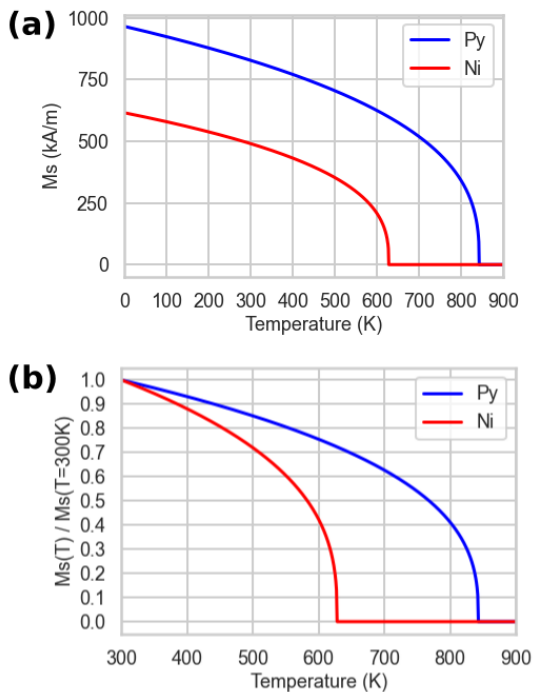 (a)
1000
750
500
250
0
Ms (kA/m)
Py
Ni
0 100 200 300 400 500 600 700 800 900
Temperature (K)
(b)
1.0
0.9
0.8
0.7
0.6
0.5
0.4
0.3
0.2
0.1
0.0
Ms(T) / Ms(T=300K)
Py
Ni
300 400 500 600 700 800 900
Temperature (K)